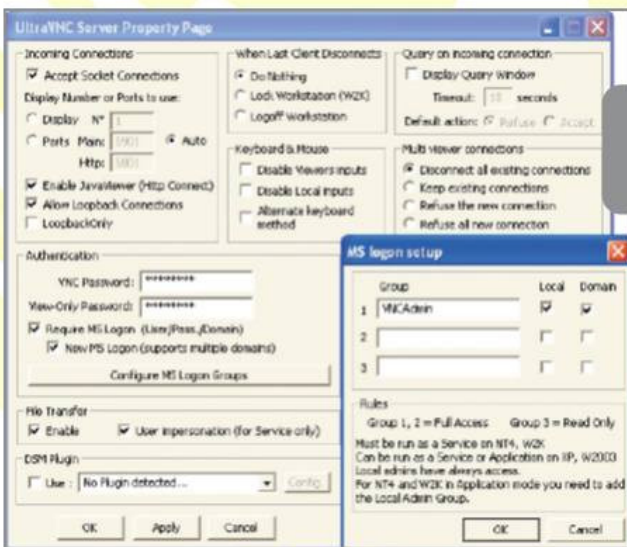 UltraVNC Server Property Page
Incoming Connections
Accept Socket Connections
Display Number or Ports to use:
Display N° 1
Ports Main: 5901 Auto
Http: 5801
Enable JavaViewer (Http Connect)
Allow Loopback Connections
LoopbackOnly
When Last Client Disconnects
Do Nothing
Lock Workstation (W2K)
Logoff Workstation
Query on incoming connection
Display Query Window
Timeout: 10 seconds
Default action: Refuse Accept
Keyboard & Mouse
Disable Viewers inputs
Disable Local inputs
Alternate keyboard
method
Multi viewer connections
Disconnect all existing connections
Keep existing connections
Refuse the new connection
Refuse all new connection
Authentication
VNC Password: ********
View-Only Password: ********
Require MS Logon (User/Pass./Domain)
New MS Logon (supports multiple domains)
Configure MS Logon Groups
File Transfer
Enable User impersonation (for Service only)
DSM Plugin
Use : No Plugin detected... Config.
OK Apply Cancel
MS logon setup
Group Local Domain
1 VNCAdmin
2
3
Rules
Group 1, 2 = Full Access Group 3 = Read Only
Must be run as a Service on NT4, W2K
Can be run as a Service or Application on XP, W2003
Local admins have always access.
For NT4 and W2K in Application mode you need to add
the Local Admin Group.
OK Cancel